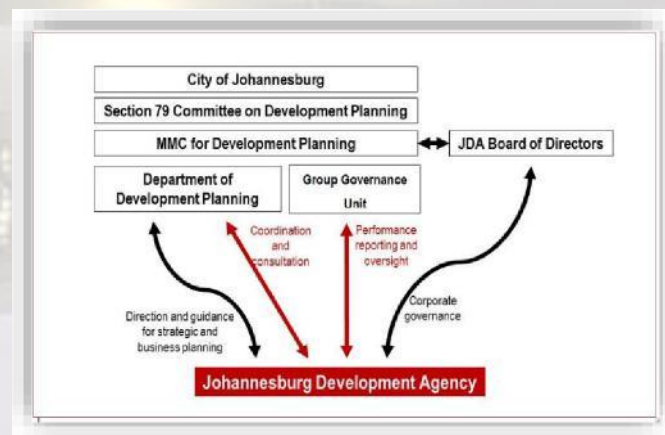 City of Johannesburg
Section 79 Committee on Development Planning
MMC for Development Planning
JDA Board of Directors
Department of
Development Planning
Group Governance
Unit
Coordination
and
consultation
Performance
reporting and
oversight
Direction and guidance
for strategic and
business planning
Corporate
governance
Johannesburg Development Agency